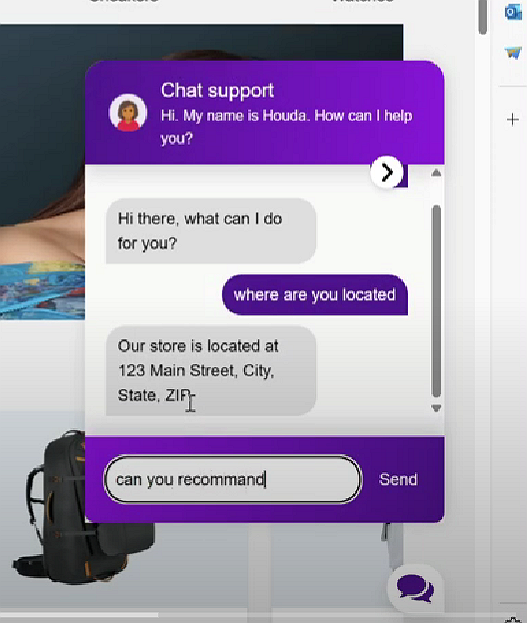 Chat support
Hi. My name is Houda. How can I help
you?
Hi there, what can I do
for you?
where are you located
Our store is located at
123 Main Street, City,
State, ZIP
can you recommand
Send